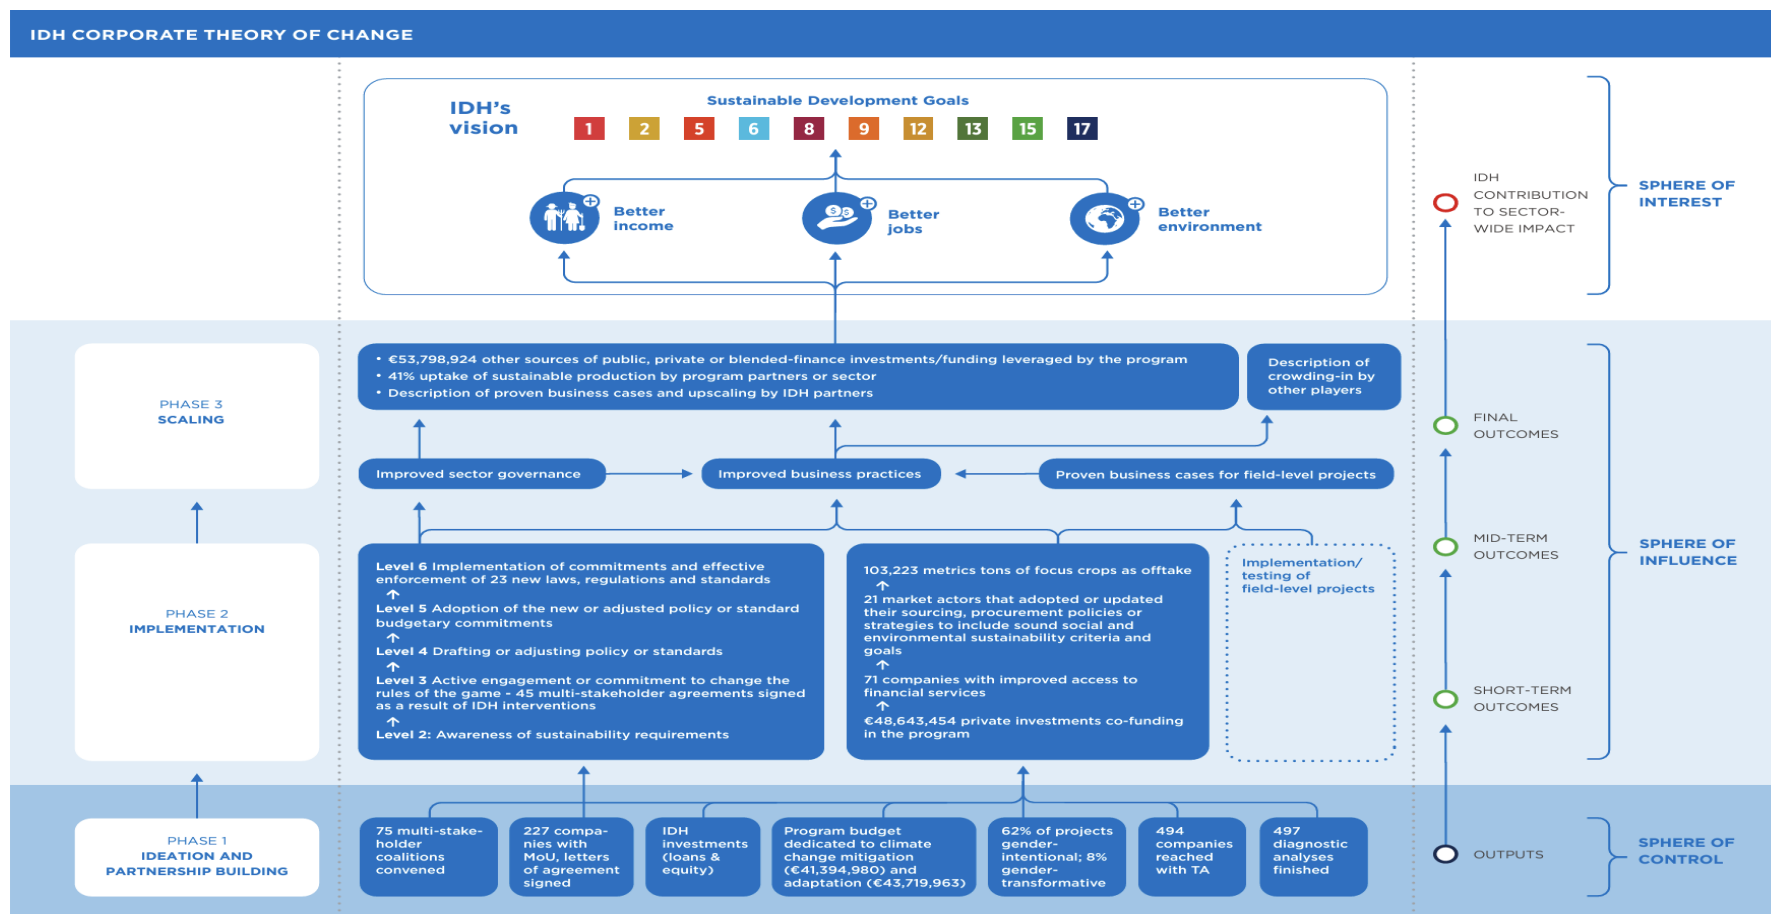 IDH CORPORATE THEORY OF CHANGE
IDH's
vision
Sustainable Development Goals
1 2 5 6 8 9 12 13 15 17
Better
income
Better
jobs
Better
environment
IDH
CONTRIBUTION
TO SECTOR-
WIDE IMPACT
SPHERE OF
INTEREST
PHASE 3
SCALING
• €53,798,924 other sources of public, private or blended-finance investments/funding leveraged by the program
• 41% uptake of sustainable production by program partners or sector
• Description of proven business cases and upscaling by IDH partners
Description of
crowding-in by
other players
FINAL
OUTCOMES
Improved sector governance
Improved business practices
Proven business cases for field-level projects
PHASE 2
IMPLEMENTATION
Level 6 Implementation of commitments and effective
enforcement of 23 new laws, regulations and standards
Level 5 Adoption of the new or adjusted policy or standard
budgetary commitments
Level 4 Drafting or adjusting policy or standards
Level 3 Active engagement or commitment to change the
rules of the game - 45 multi-stakeholder agreements signed
as a result of IDH interventions
Level 2: Awareness of sustainability requirements
103,223 metrics tons of focus crops as offtake
21 market actors that adopted or updated
their sourcing, procurement policies or
strategies to include sound social and
environmental sustainability criteria and
goals
71 companies with improved access to
financial services
€48,643,454 private investments co-funding
in the program
Implementation/
testing of
field-level projects
MID-TERM
OUTCOMES
SHORT-TERM
OUTCOMES
SPHERE OF
INFLUENCE
PHASE 1
IDEATION AND
PARTNERSHIP BUILDING
75 multi-stake-
holder
coalitions
convened
227 compa-
nies with
MoU, letters
of agreement
signed
IDH
investments
(loans &
equity)
Program budget
dedicated to climate
change mitigation
(€41,394,980) and
adaptation (€43,719,963)
62% of projects
gender-
intentional; 8%
gender-
transformative
494
companies
reached
with TA
497
diagnostic
analyses
finished
OUTPUTS
SPHERE OF
CONTROL